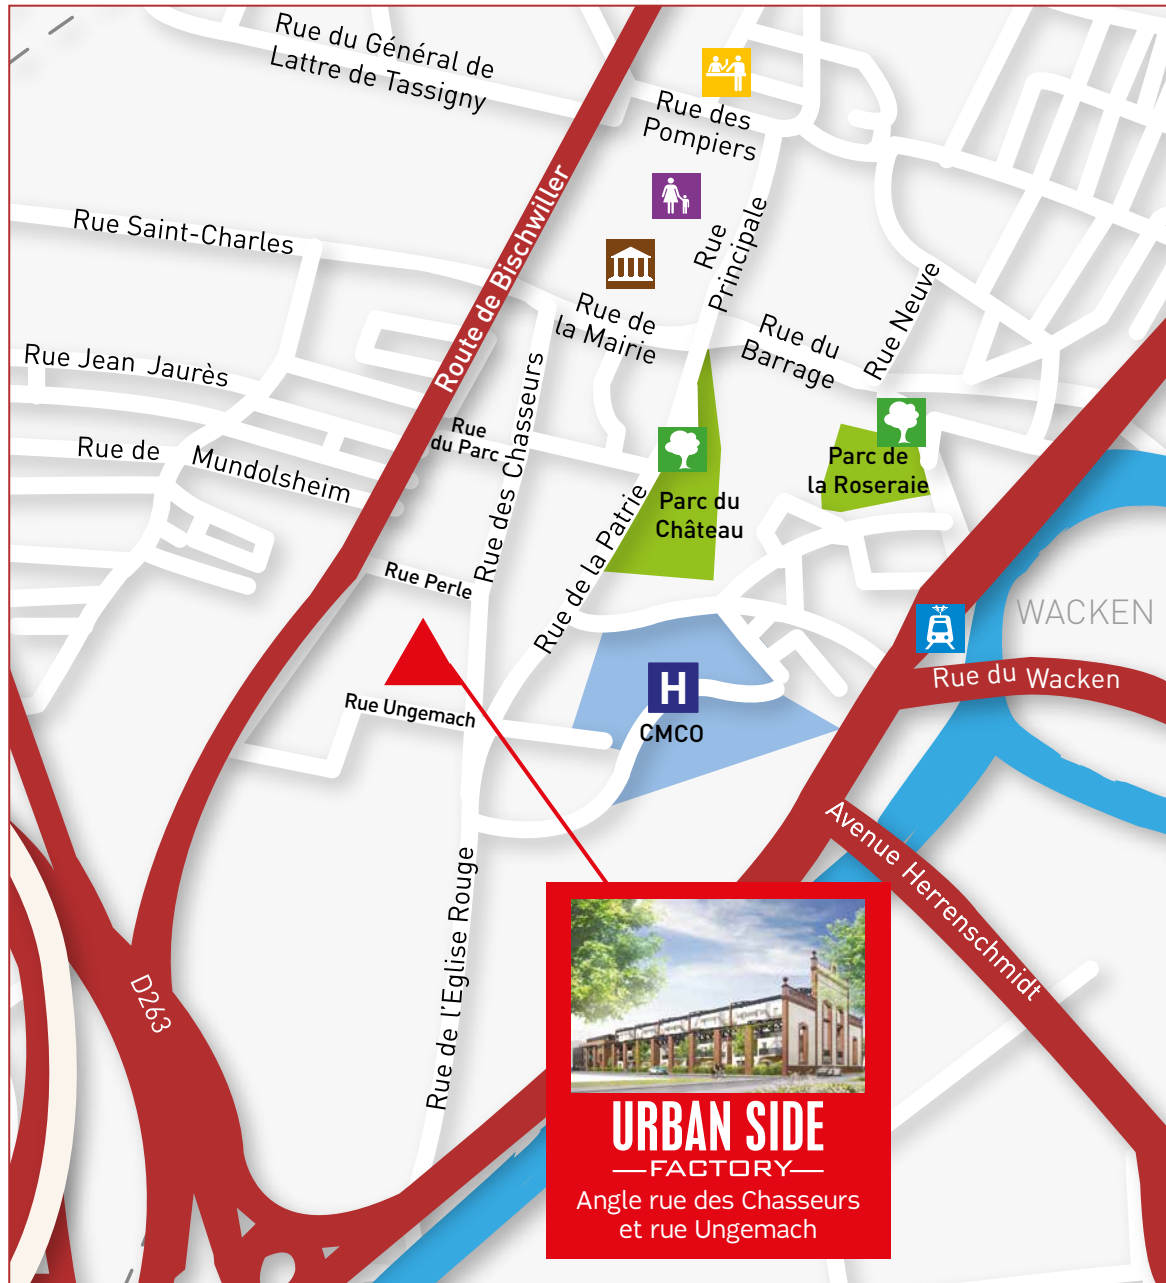 Rue du Général de
Lattre de Tassigny
Rue des
Pompiers
Rue Saint-Charles
Route de Bischwiller
Rue
Principale
Rue de
la Mairie
Rue du
Barrage
Rue Neuve
Rue Jean Jaurès
Rue de Mundolsheim
Rue
du Parc
Rue des Chasseurs
Parc du
Château
Parc de
la Roseraie
Rue de la Patrie
Rue Perle
WACKEN
Rue du Wacken
Rue Ungemach
H
CMCO
Avenue Herrenschmidt
Rue de l'Eglise Rouge
D263
URBAN SIDE
FACTORY
Angle rue des Chasseurs
et rue Ungemach